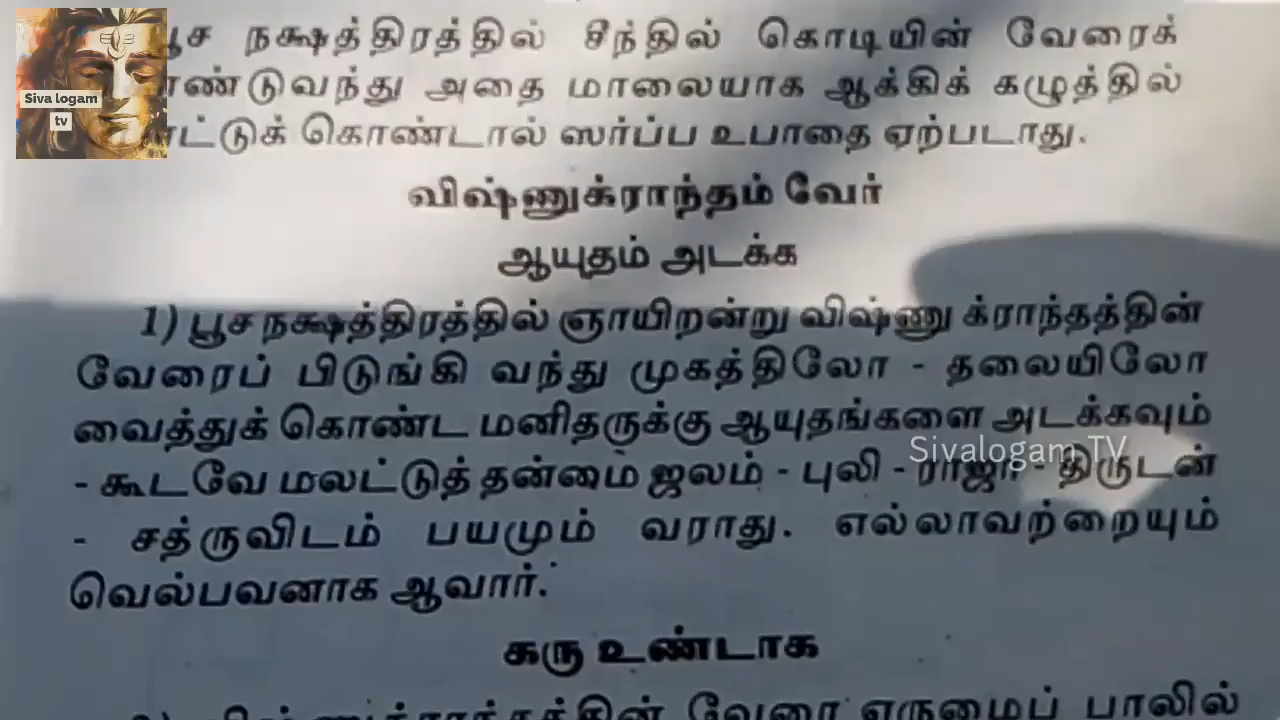 Siva logam
tv
நக்ஷத்திரத்தில் சீந்தில் கொடியின் வேரைக்
அதை மாலையாக ஆக்கிக் கழுத்தில்
கொண்டால் ஸர்ப்ப உபாதை ஏற்படாது.
விஷ்ணுக்ராந்தம் வேர்
ஆயுதம் அடக்க
1) பூச நக்ஷத்திரத்தில் ஞாயிறன்று விஷ்ணு க்ராந்தத்தின்
வேரைப் பிடுங்கி வந்து முகத்திலோ - தலையிலோ
வைத்துக் கொண்ட மனிதருக்கு ஆயுதங்களை அடக்கவும்
Sivalogam TV
- கூடவே மலட்டுத் தன்மை ஜலம் - புலி - ராஜா - திருடன்
- சத்ருவிடம் பயமும் வராது. எல்லாவற்றையும்
வெல்பவனாக ஆவார்.
கரு உண்டாக
வேரை எருமைப் பாலில்